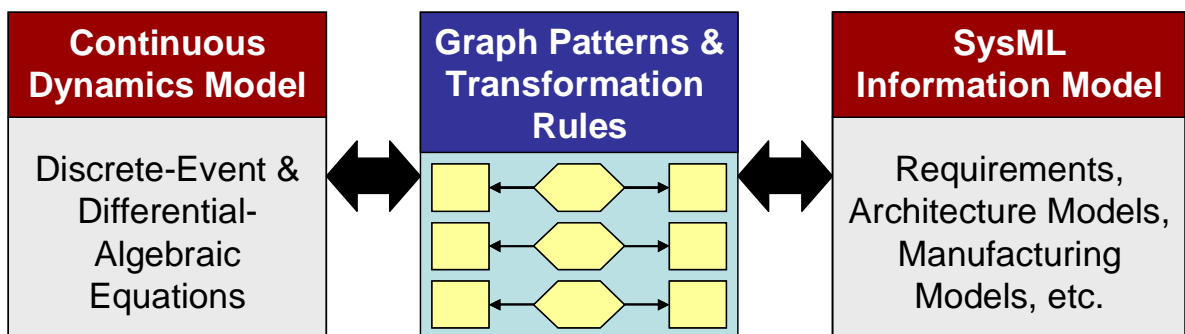 Continuous
Dynamics Model
Discrete-Event &
Differential-
Algebraic
Equations
Graph Patterns &
Transformation
Rules
SysML
Information Model
Requirements,
Architecture Models,
Manufacturing
Models, etc.